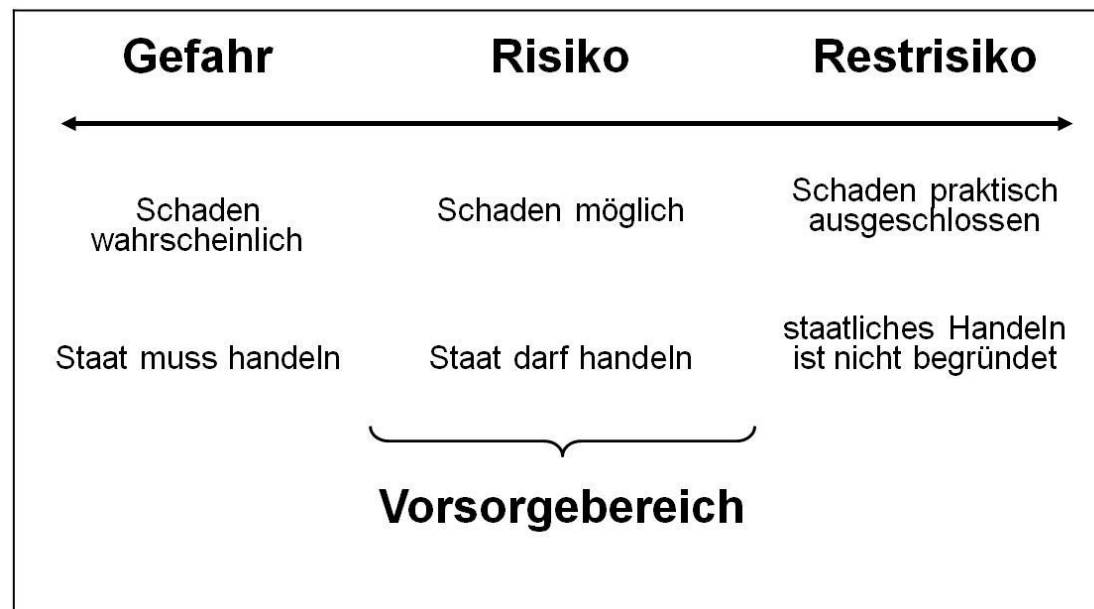 Gefahr
Risiko
Restrisiko
Schaden
wahrscheinlich
Schaden möglich
Schaden praktisch
ausgeschlossen
Staat muss handeln
Staat darf handeln
staatliches Handeln
ist nicht begründet
Vorsorgebereich